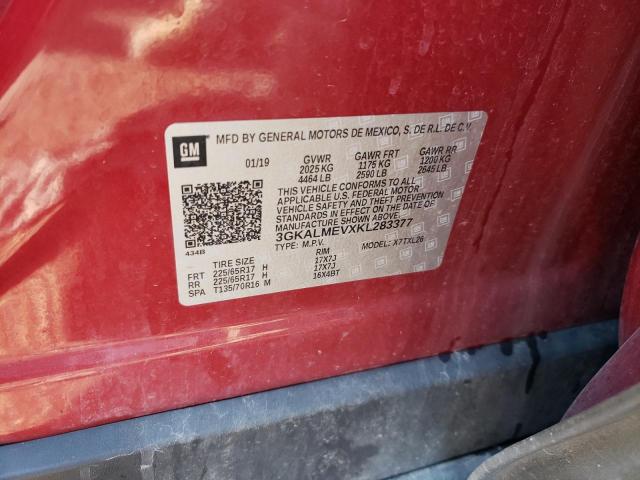 GM
MFD BY GENERAL MOTORS DE MEXICO, S. DE R.L. DE C.V.
01/19 GVWR GAWR FRT GAWR RR
2025 KG 1175 KG 1200 KG
4464 LB 2590 LB 2645 LB
THIS VEHICLE CONFORMS TO ALL
APPLICABLE U.S. FEDERAL MOTOR
VEHICLE SAFETY AND THEFT PREVENTION
STANDARDS IN EFFECT ON THE DATE OF
MANUFACTURE SHOWN ABOVE.
3GKALMEVXKL283377
TYPE: M.P.V. MODEL: X7TXL26
434B
TIRE SIZE RIM
FRT 225/65R17 H 17X7J
RR 225/65R17 H 17X7J
SPA T135/70R16 M 16X4BT